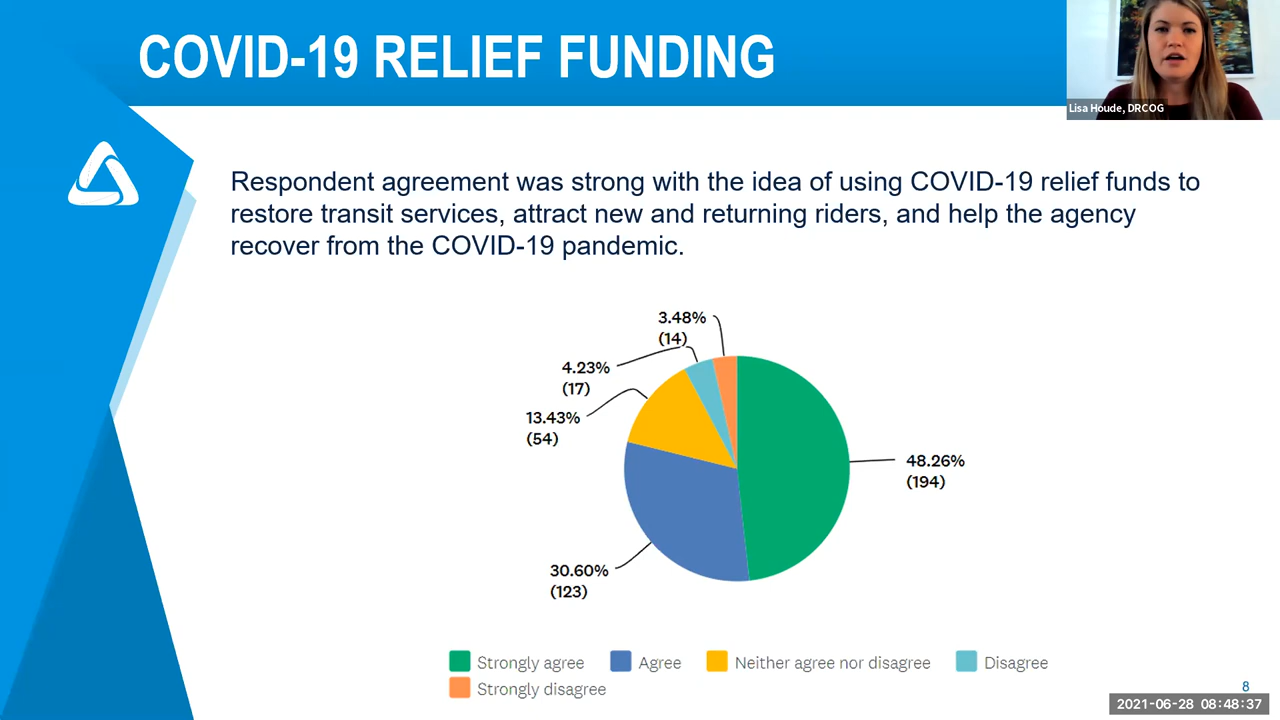 COVID-19 RELIEF FUNDING
Lisa Houde, DRCOG
Respondent agreement was strong with the idea of using COVID-19 relief funds to
restore transit services, attract new and returning riders, and help the agency
recover from the COVID-19 pandemic.
3.48%
(14)
4.23%
(17)
13.43%
(54)
48.26%
(194)
30.60%
(123)
Strongly agree
Agree
Neither agree nor disagree
Disagree
Strongly disagree
8
2021-06-28 08:48:37